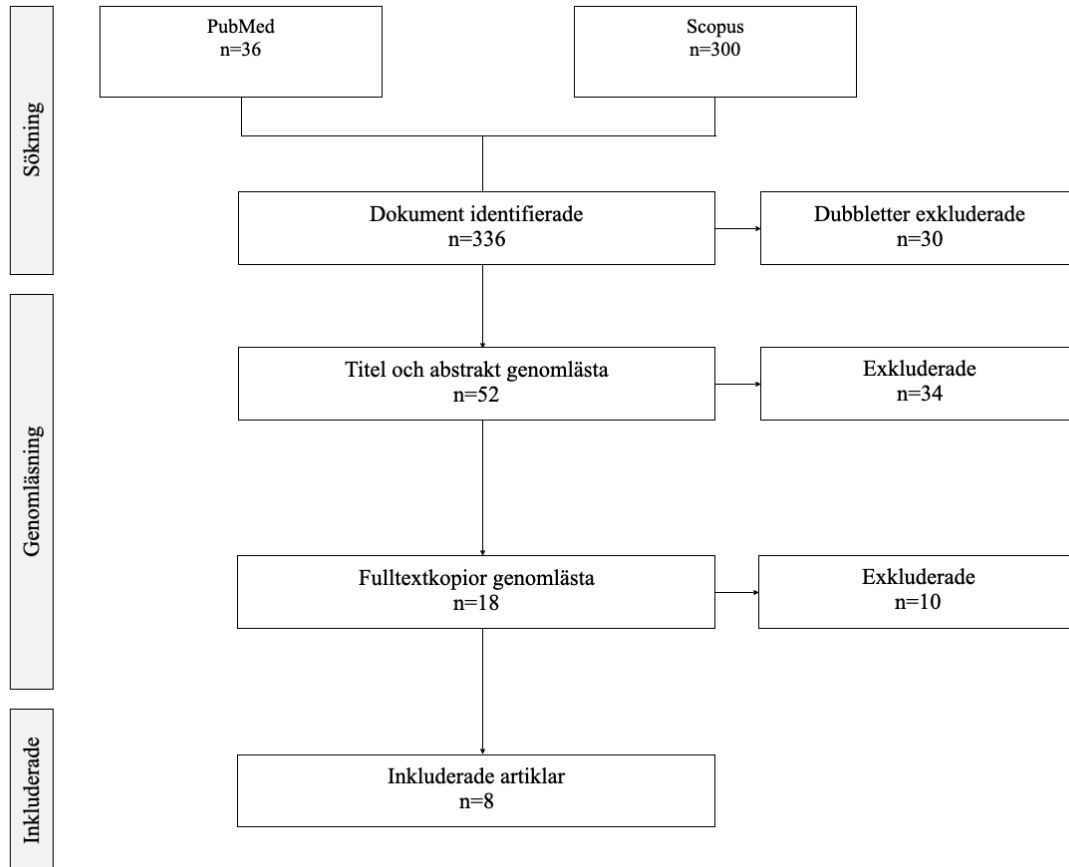 Sökning
PubMed
n=36
Scopus
n=300
Dokument identifierade
n=336
Dubbletter exkluderade
n=30
Genomläsning
Titel och abstrakt genomlästa
n=52
Exkluderade
n=34
Fulltextkopior genomlästa
n=18
Exkluderade
n=10
Inkluderade
Inkluderade artiklar
n=8